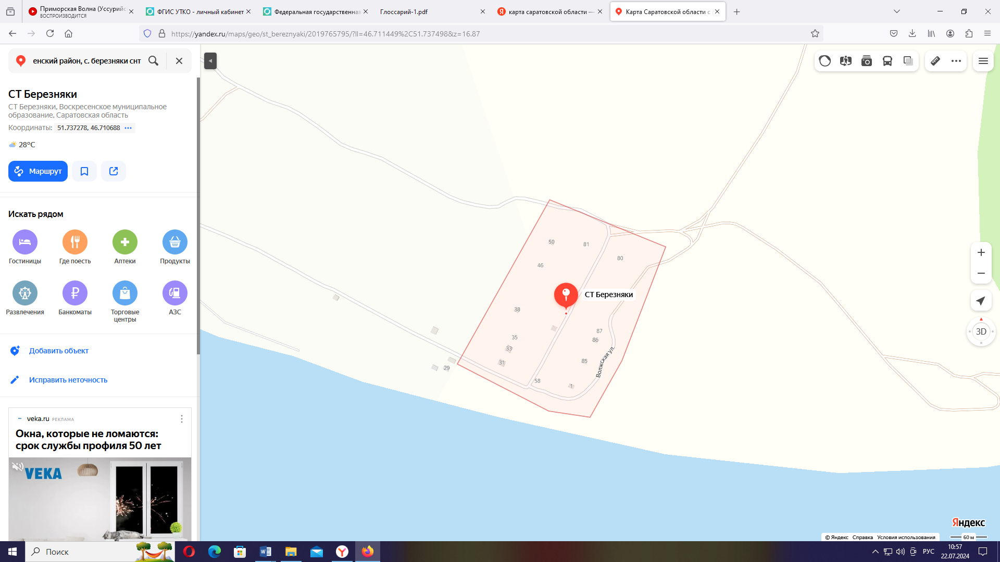 Приморская Волна (Уссурийс
ВОСПРОИЗВОДИТСЯ
ФГИС УТКО - личный кабинет
Федеральная государственная
Глоссарий-1.pdf
карта саратовской области —
Карта Саратовской области с
https://yandex.ru/maps/geo/st_bereznyaki/2019765795/?ll=46.711449%2C51.737498&z=16.87
енский район, с. березняки снт
СТ Березняки
СТ Березняки, Воскресенское муниципальное
образование, Саратовская область
Координаты: 51.737278, 46.710688
28°C
Маршрут
Искать рядом
Гостиницы
Где поесть
Аптеки
Продукты
Развлечения
Банкоматы
Торговые
центры
АЗС
Добавить объект
Исправить неточность
veka.ru РЕКЛАМА
Окна, которые не ломаются:
срок службы профиля 50 лет
VEKA
50
81
80
46
СТ Березняки
38
87
35
86
33
31
85
29
58
1
Волжская ул.
3D
Яндекс
© Яндекс Справка Условия использования
60 м
Поиск
РУС
10:57
22.07.2024